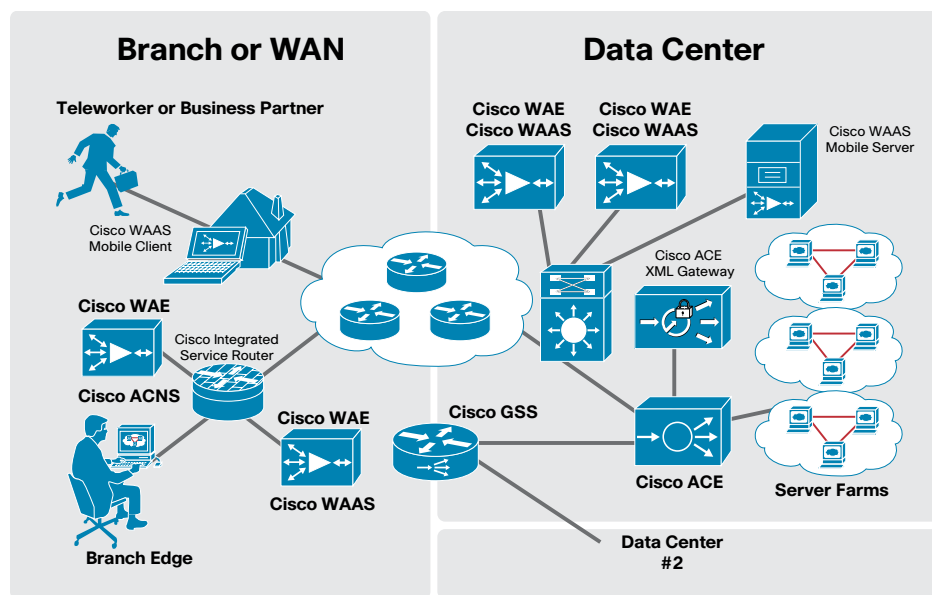 Branch or WAN
Teleworker or Business Partner
Cisco WAAS
Mobile Client
Cisco WAE
Cisco Integrated
Service Router
Cisco ACNS
Cisco WAE
Cisco WAAS
Branch Edge
Data Center
Cisco WAE
Cisco WAAS
Cisco WAE
Cisco WAAS
Cisco WAAS
Mobile Server
Cisco ACE
XML Gateway
Cisco GSS
Cisco ACE
Server Farms
Data Center
#2